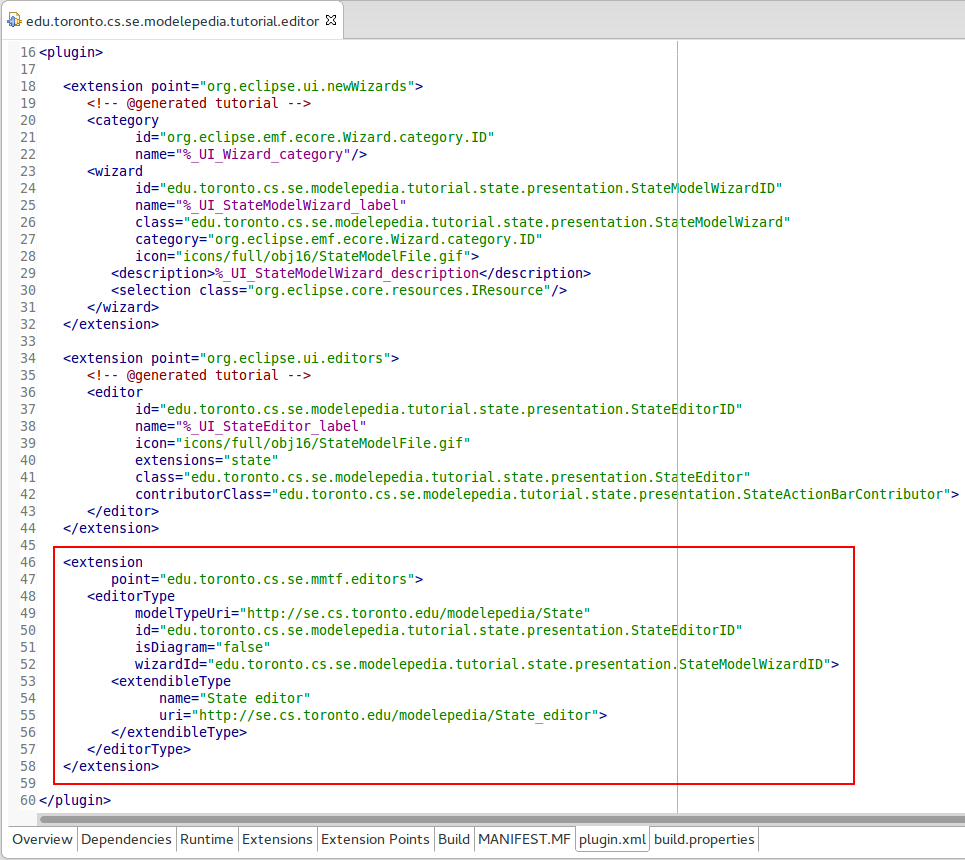 edu.toronto.cs.se.modelepedia.tutorial.editor
16 <plugin>
17
18 <extension point="org.eclipse.ui.newWizards">
19 <!-- @generated tutorial -->
20 <category
21 id="org.eclipse.emf.ecore.Wizard.category.ID"
22 name="%_UI_Wizard_category"/>
23 <wizard
24 id="edu.toronto.cs.se.modelepedia.tutorial.state.presentation.StateModelWizardID"
25 name="%_UI_StateModelWizard_label"
26 class="edu.toronto.cs.se.modelepedia.tutorial.state.presentation.StateModelWizard"
27 category="org.eclipse.emf.ecore.Wizard.category.ID"
28 icon="icons/full/obj16/StateModelFile.gif">
29 <description>%_UI_StateModelWizard_description</description>
30 <selection class="org.eclipse.core.resources.IResource"/>
31 </wizard>
32 </extension>
33
34 <extension point="org.eclipse.ui.editors">
35 <!-- @generated tutorial -->
36 <editor
37 id="edu.toronto.cs.se.modelepedia.tutorial.state.presentation.StateEditorID"
38 name="%_UI_StateEditor_label"
39 icon="icons/full/obj16/StateModelFile.gif"
40 extensions="state"
41 class="edu.toronto.cs.se.modelepedia.tutorial.state.presentation.StateEditor"
42 contributorClass="edu.toronto.cs.se.modelepedia.tutorial.state.presentation.StateActionBarContributor">
43 </editor>
44 </extension>
45
46 <extension
47 point="edu.toronto.cs.se.mmtf.editors">
48 <editorType
49 modelTypeUri="http://se.cs.toronto.edu/modelepedia/State"
50 id="edu.toronto.cs.se.modelepedia.tutorial.state.presentation.StateEditorID"
51 isDiagram="false"
52 wizardId="edu.toronto.cs.se.modelepedia.tutorial.state.presentation.StateModelWizardID">
53 <extendibleType
54 name="State editor"
55 uri="http://se.cs.toronto.edu/modelepedia/State_editor">
56 </extendibleType>
57 </editorType>
58 </extension>
59
60 </plugin>
Overview Dependencies Runtime Extensions Extension Points Build MANIFEST.MF plugin.xml build.properties